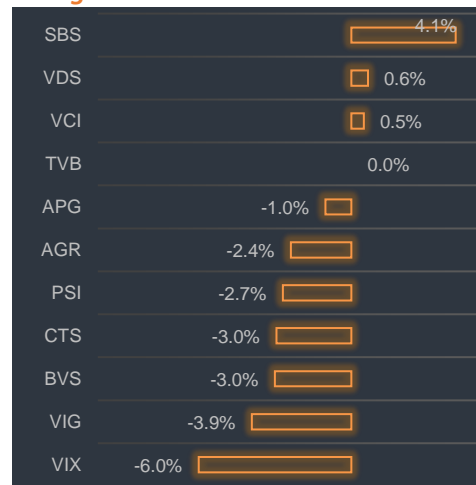 SBS 4.1%
VDS 0.6%
VCI 0.5%
TVB 0.0%
APG -1.0%
AGR -2.4%
PSI -2.7%
CTS -3.0%
BVS -3.0%
VIG -3.9%
VIX -6.0%